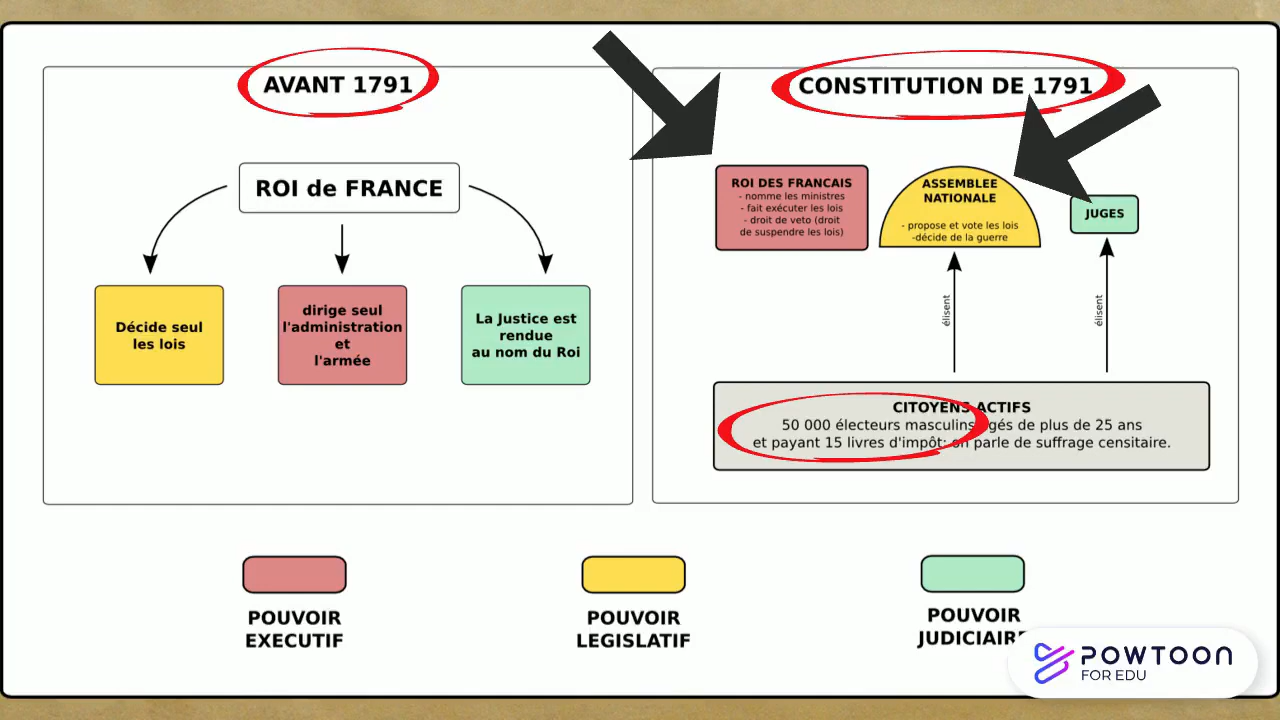 AVANT 1791
ROI de FRANCE
Décide seul
les lois
dirige seul
l'administration
et
l'armée
La Justice est
rendue
au nom du Roi
CONSTITUTION DE 1791
ROI DES FRANCAIS
- nomme les ministres
- fait exécuter les lois
- droit de veto (droit
de suspendre les lois)
ASSEMBLEE
NATIONALE
- propose et vote les lois
-décide de la guerre
JUGES
élisent
élisent
CITOYENS ACTIFS
50 000 électeurs masculins âgés de plus de 25 ans
et payant 15 livres d'impôt: on parle de suffrage censitaire.
POUVOIR
EXECUTIF
POUVOIR
LEGISLATIF
POUVOIR
JUDICIAIRE
POWTOON
FOR EDU